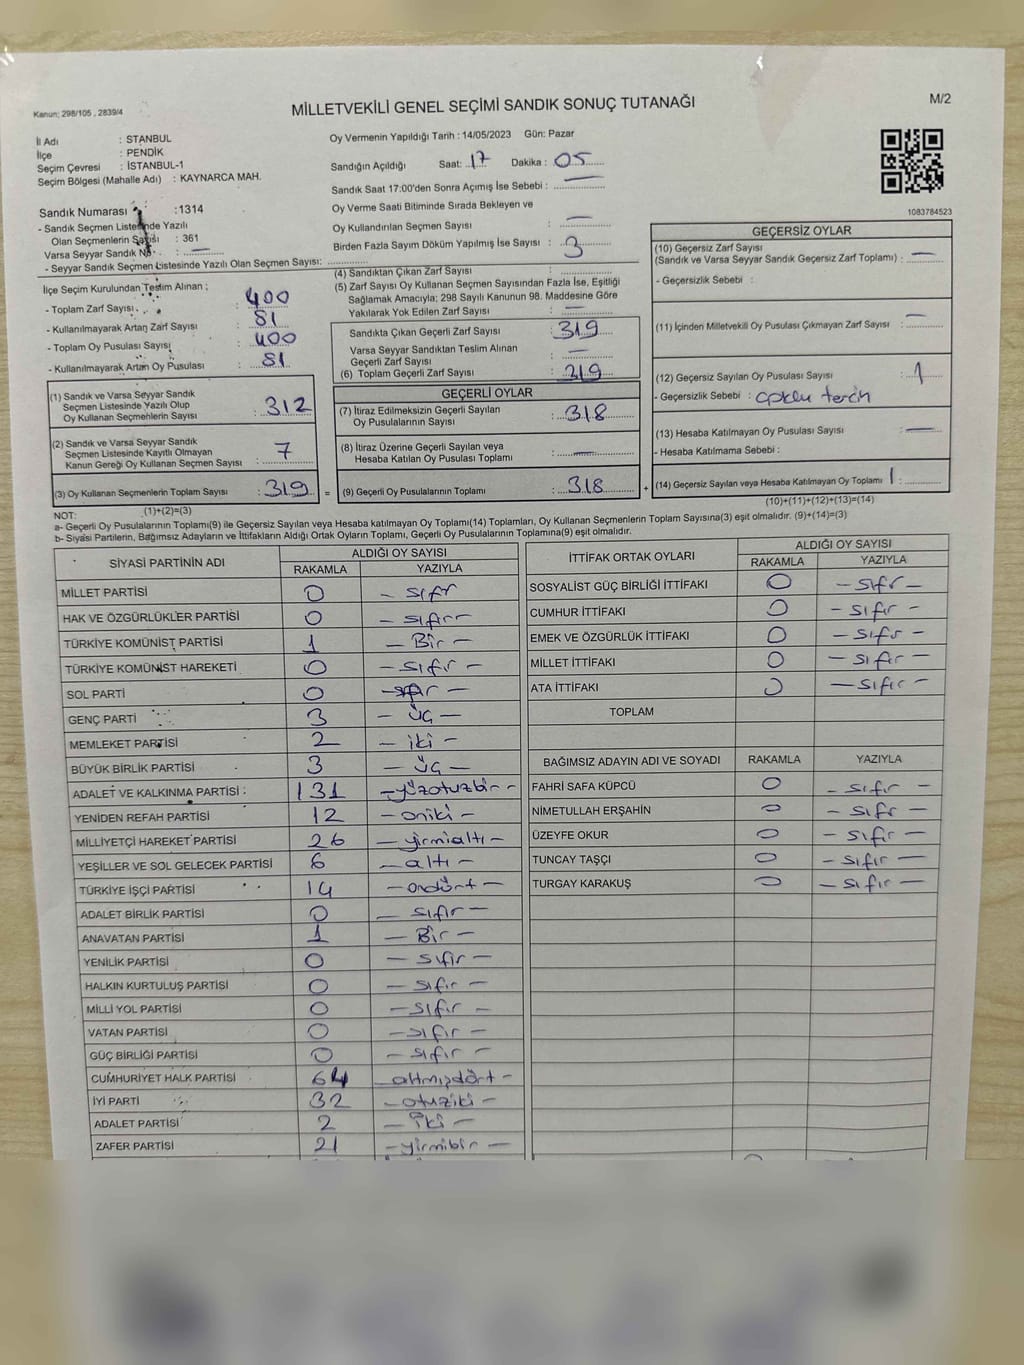 Kanun; 298/105 , 2839/4
MİLLETVEKİLİ GENEL SEÇİMİ SANDIK SONUÇ TUTANAĞI
M/2
İl Adı : STANBUL
İlçe : PENDİK
Seçim Çevresi : İSTANBUL-1
Seçim Bölgesi (Mahalle Adı) : KAYNARCA MAH.
Sandık Numarası :1314
- Sandık Seçmen Listesinde Yazılı
Olan Seçmenlerin Sayısı : 361
Varsa Seyyar Sandık No : —
- Seyyar Sandık Seçmen Listesinde Yazılı Olan Seçmen Sayısı:
Oy Vermenin Yapıldığı Tarih : 14/05/2023 Gün: Pazar
Sandığın Açıldığı Saat: 17 Dakika : 05
Sandık Saat 17:00'den Sonra Açımış İse Sebebi : —
Oy Verme Saati Bitiminde Sırada Bekleyen ve
Oy Kullandırılan Seçmen Sayısı : —
Birden Fazla Sayım Döküm Yapılmış İse Sayısı : 3
1083784523
İlçe Seçim Kurulundan Teslim Alınan ;
- Toplam Zarf Sayısı : 400
- Kullanılmayarak Artan Zarf Sayısı : 81
- Toplam Oy Pusulası Sayısı : 400
- Kullanılmayarak Artan Oy Pusulası : 81
(1) Sandık ve Varsa Seyyar Sandık
Seçmen Listesinde Yazılı Olup
Oy Kullanan Seçmenlerin Sayısı : 312
(2) Sandık ve Varsa Seyyar Sandık
Seçmen Listesinde Kayıtlı Olmayan
Kanun Gereği Oy Kullanan Seçmen Sayısı : 7
(3) Oy Kullanan Seçmenlerin Toplam Sayısı : 319
(1)+(2)=(3)
(4) Sandıktan Çıkan Zarf Sayısı :
(5) Zarf Sayısı Oy Kullanan Seçmen Sayısından Fazla İse, Eşitliği
Sağlamak Amacıyla; 298 Sayılı Kanunun 98. Maddesine Göre
Yakılarak Yok Edilen Zarf Sayısı : —
Sandıkta Çıkan Geçerli Zarf Sayısı : 319
Varsa Seyyar Sandıktan Teslim Alınan
Geçerli Zarf Sayısı : —
(6) Toplam Geçerli Zarf Sayısı : 319
GEÇERLİ OYLAR
(7) İtiraz Edilmeksizin Geçerli Sayılan
Oy Pusulalarının Sayısı : 318
(8) İtiraz Üzerine Geçerli Sayılan veya
Hesaba Katılan Oy Pusulası Toplamı : —
= (9) Geçerli Oy Pusulalarının Toplamı : 318 +
GEÇERSİZ OYLAR
(10) Geçersiz Zarf Sayısı
(Sandık ve Varsa Seyyar Sandık Geçersiz Zarf Toplamı) : —
- Geçersizlik Sebebi :
(11) İçinden Milletvekili Oy Pusulası Çıkmayan Zarf Sayısı : —
(12) Geçersiz Sayılan Oy Pusulası Sayısı : 1
- Geçersizlik Sebebi : çoklu tercih
(13) Hesaba Katılmayan Oy Pusulası Sayısı : —
- Hesaba Katılmama Sebebi :
(14) Geçersiz Sayılan veya Hesaba Katılmayan Oy Toplamı : 1
(10)+(11)+(12)+(13)=(14)
NOT:
a- Geçerli Oy Pusulalarının Toplamı(9) ile Geçersiz Sayılan veya Hesaba katılmayan Oy Toplamı(14) Toplamları, Oy Kullanan Seçmenlerin Toplam Sayısına(3) eşit olmalıdır. (9)+(14)=(3)
b- Siyasi Partilerin, Bağımsız Adayların ve İttifakların Aldığı Ortak Oyların Toplamı, Geçerli Oy Pusulalarının Toplamına(9) eşit olmalıdır.
SİYASİ PARTİNİN ADI ALDIĞI OY SAYISI
RAKAMLA YAZIYLA
MİLLET PARTİSİ 0 – sıfır
HAK VE ÖZGÜRLÜKLER PARTİSİ 0 – sıfır –
TÜRKİYE KOMÜNİST PARTİSİ 1 – Bir –
TÜRKİYE KOMÜNİST HAREKETİ 0 – sıfır –
SOL PARTİ 0 – sıfır –
GENÇ PARTİ 3 – üç –
MEMLEKET PARTİSİ 2 – iki –
BÜYÜK BİRLİK PARTİSİ 3 – üç –
ADALET VE KALKINMA PARTİSİ 131 – yüzotuzbir –
YENİDEN REFAH PARTİSİ 12 – oniki –
MİLLİYETÇİ HAREKET PARTİSİ 26 – yirmialtı –
YEŞİLLER VE SOL GELECEK PARTİSİ 6 – altı –
TÜRKİYE İŞÇİ PARTİSİ 14 – ondört –
ADALET BİRLİK PARTİSİ 0 – sıfır –
ANAVATAN PARTİSİ 1 – Bir –
YENİLİK PARTİSİ 0 – sıfır –
HALKIN KURTULUŞ PARTİSİ 0 – sıfır –
MİLLİ YOL PARTİSİ 0 – sıfır –
VATAN PARTİSİ 0 – sıfır –
GÜÇ BİRLİĞİ PARTİSİ 0 – sıfır –
CUMHURİYET HALK PARTİSİ 64 – altmışdört –
İYİ PARTİ 32 – otuziki –
ADALET PARTİSİ 2 – iki –
ZAFER PARTİSİ 21 – yirmibir –
İTTİFAK ORTAK OYLARI ALDIĞI OY SAYISI
RAKAMLA YAZIYLA
SOSYALİST GÜÇ BİRLİĞİ İTTİFAKI 0 – sıfır –
CUMHUR İTTİFAKI 0 – sıfır –
EMEK VE ÖZGÜRLÜK İTTİFAKI 0 – sıfır –
MİLLET İTTİFAKI 0 – sıfır –
ATA İTTİFAKI 0 – sıfır –
TOPLAM
BAĞIMSIZ ADAYIN ADI VE SOYADI RAKAMLA YAZIYLA
FAHRİ SAFA KÜPCÜ 0 – sıfır –
NİMETULLAH ERŞAHİN 0 – sıfır –
ÜZEYFE OKUR 0 – sıfır –
TUNCAY TAŞÇI 0 – sıfır –
TURGAY KARAKUŞ 0 – sıfır –